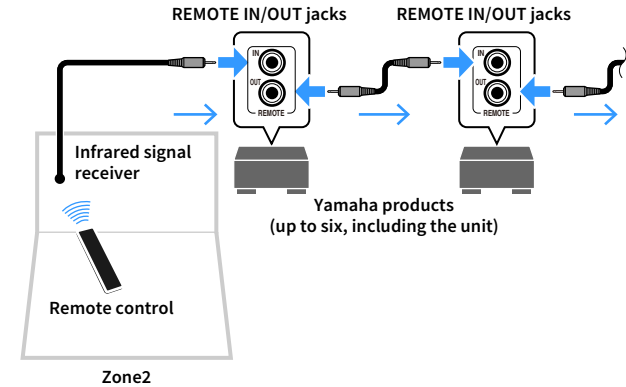 REMOTE IN/OUT jacks
REMOTE IN/OUT jacks
IN
OUT
REMOTE
IN
OUT
REMOTE
Infrared signal
receiver
Yamaha products
(up to six, including the unit)
Remote control
Zone2